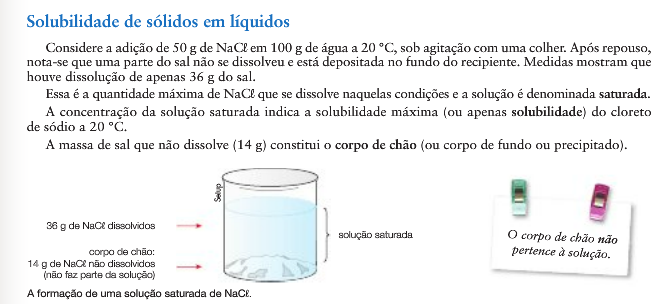 Solubilidade de sólidos em líquidos
Considere a adição de 50 g de NaCℓ em 100 g de água a 20 °C, sob agitação com uma colher. Após repouso,
nota-se que uma parte do sal não se dissolveu e está depositada no fundo do recipiente. Medidas mostram que
houve dissolução de apenas 36 g do sal.
Essa é a quantidade máxima de NaCℓ que se dissolve naquelas condições e a solução é denominada saturada.
A concentração da solução saturada indica a solubilidade máxima (ou apenas solubilidade) do cloreto
de sódio a 20 °C.
A massa de sal que não dissolve (14 g) constitui o corpo de chão (ou corpo de fundo ou precipitado).
Setup
36 g de NaCℓ dissolvidos
solução saturada
corpo de chão:
14 g de NaCℓ não dissolvidos
(não faz parte da solução)
A formação de uma solução saturada de NaCℓ.
O corpo de chão não
pertence à solução.